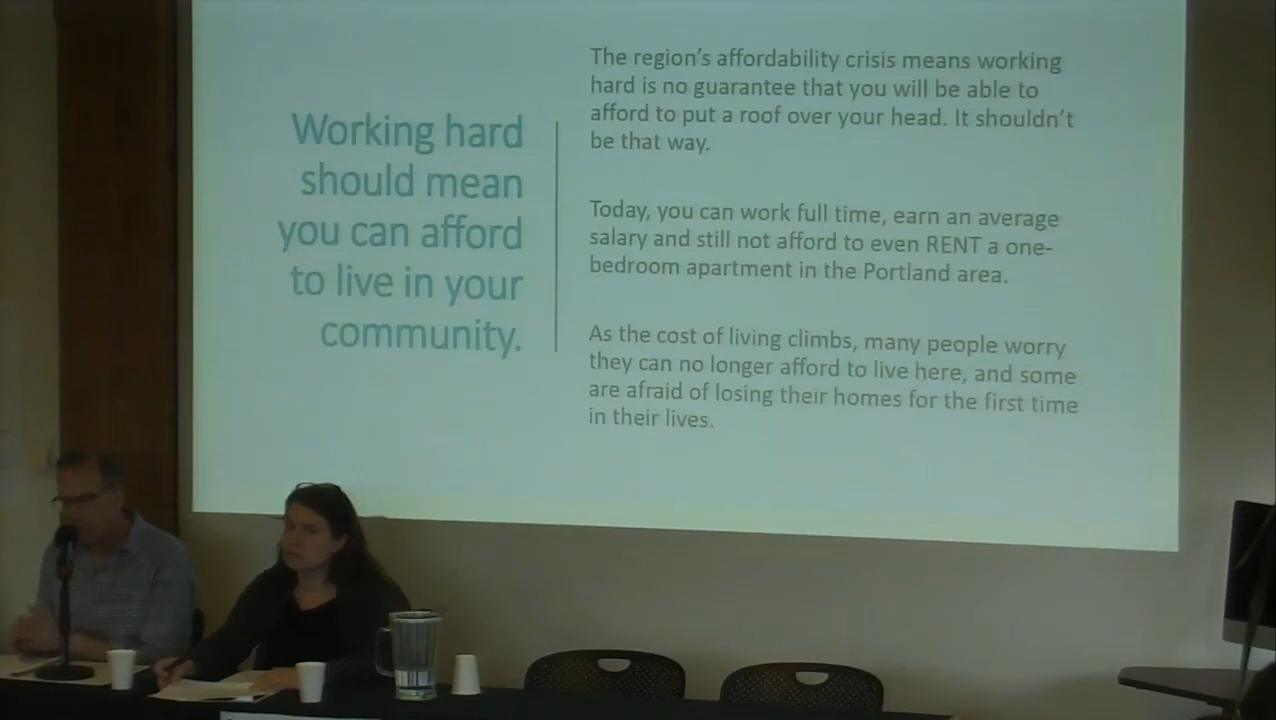 Working hard
should mean
you can afford
to live in your
community.
The region's affordability crisis means working
hard is no guarantee that you will be able to
afford to put a roof over your head. It shouldn't
be that way.
Today, you can work full time, earn an average
salary and still not afford to even RENT a one-
bedroom apartment in the Portland area.
As the cost of living climbs, many people worry
they can no longer afford to live here, and some
are afraid of losing their homes for the first time
in their lives.